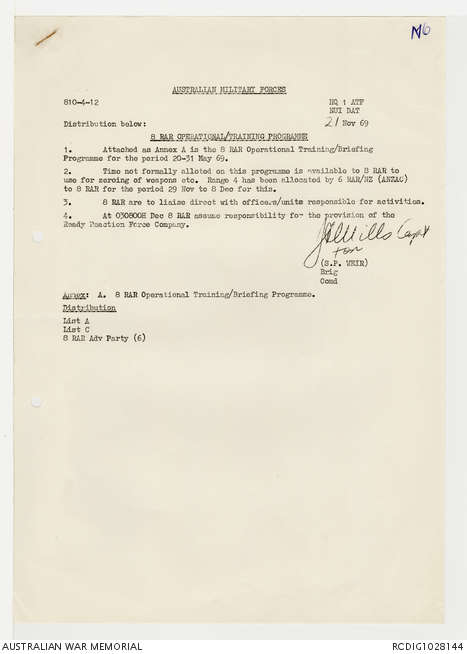 N6
AUSTRALIAN MILITARY FORCES
810-4-12
HQ 1 ATF
NUI DAT
Distribution below:
21 Nov 69
8 RAR OPERATIONAL/TRAINING PROGRAMME
1. Attached as Annex A is the 8 RAR Operational Training/Briefing
Programme for the period 20-31 May 69.
2. Time not formally alloted on this programme is available to 8 RAR to
use for zeroing of weapons etc. Range 4 has been allocated by 6 RAR/NZ (ANZAC)
to 8 RAR for the period 29 Nov to 8 Dec for this.
3. 8 RAR are to liaise direct with officers/units responsible for activities.
4. At 030800H Dec 8 RAR assume responsibility for the provision of the
Ready Reaction Force Company.
Wills Capt
for
(S.P. WEIR)
Brig
Comd
Annex: A. 8 RAR Operational Training/Briefing Programme.
Distribution
List A
List C
8 RAR Adv Party (6)
AUSTRALIAN WAR MEMORIAL
RCDIG1028144